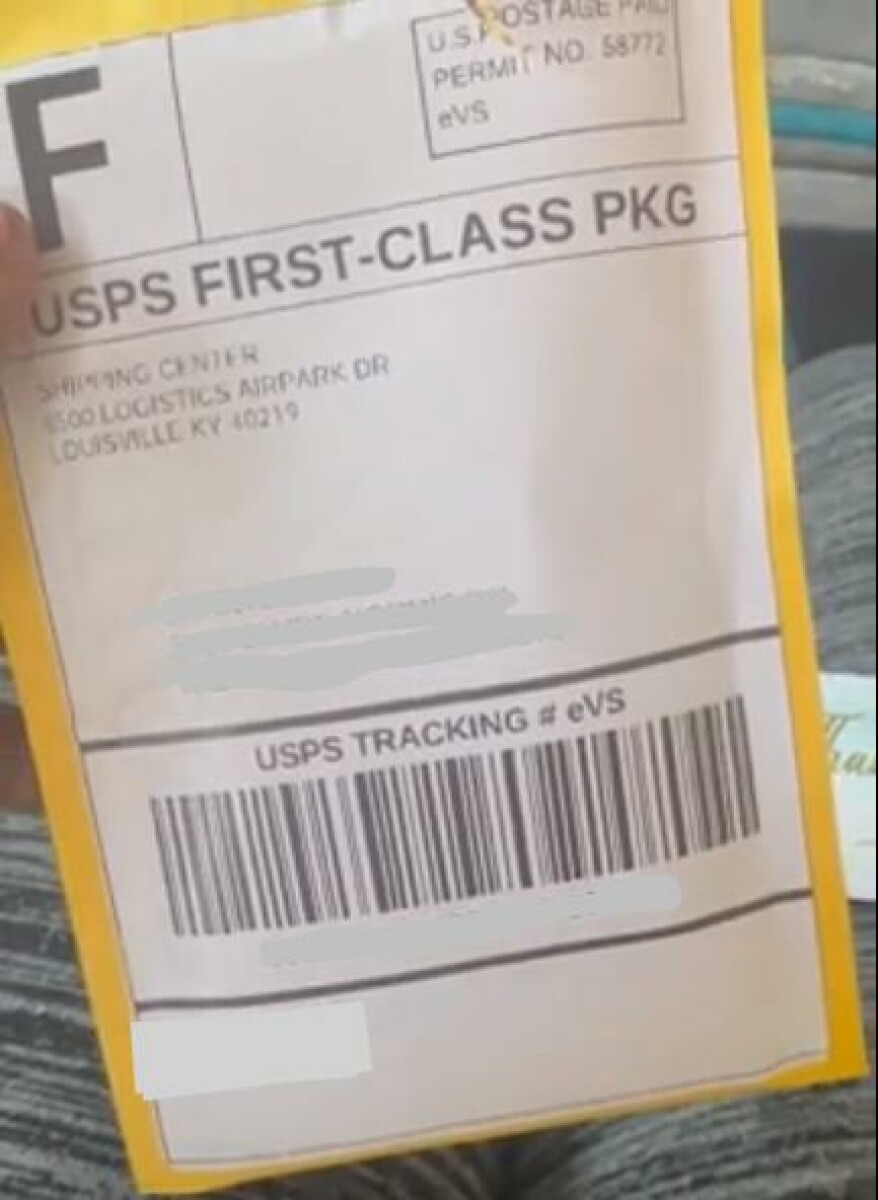 F
U.S. POSTAGE PAID
PERMIT NO. 58772
eVS
USPS FIRST-CLASS PKG
SHIPPING CENTER
LOGISTICS AIRPARK DR
LOUISVILLE KY 40219
USPS TRACKING # eVS